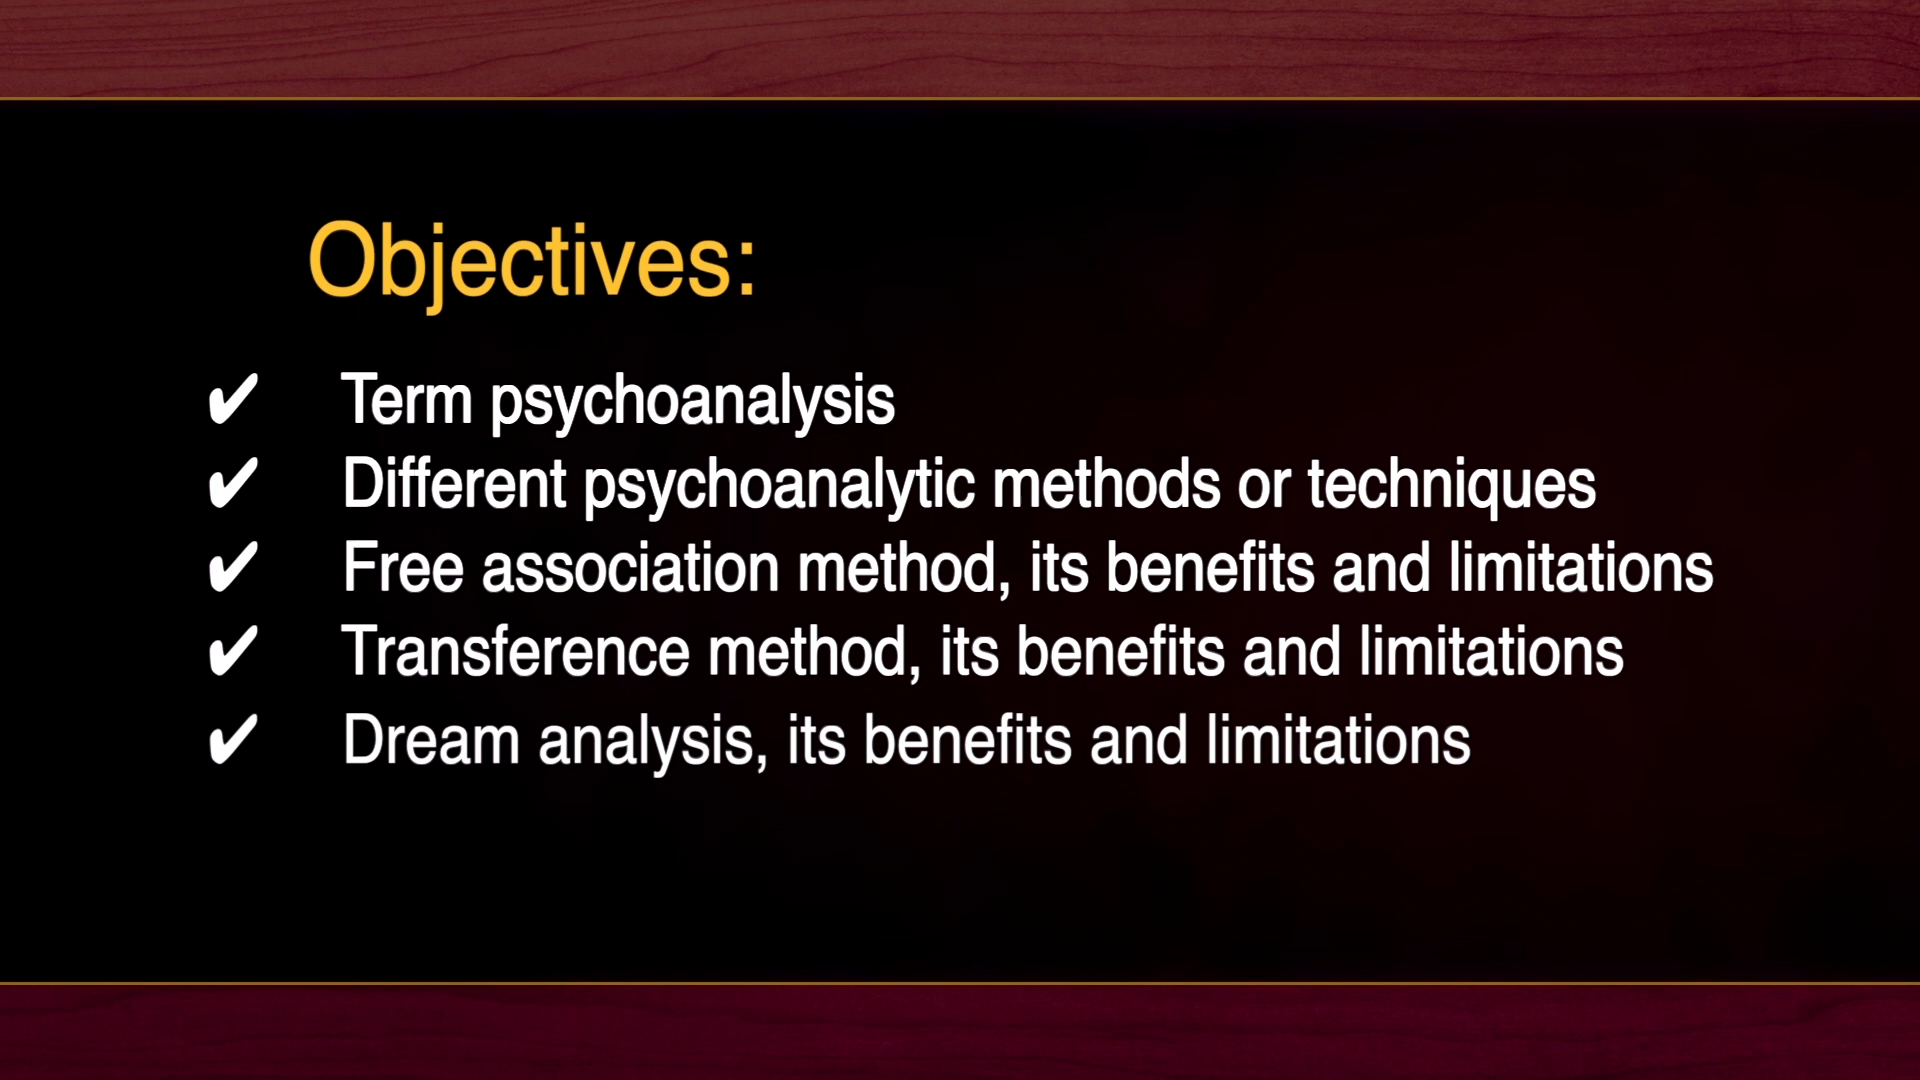 Objectives:
✔ Term psychoanalysis
✔ Different psychoanalytic methods or techniques
✔ Free association method, its benefits and limitations
✔ Transference method, its benefits and limitations
✔ Dream analysis, its benefits and limitations